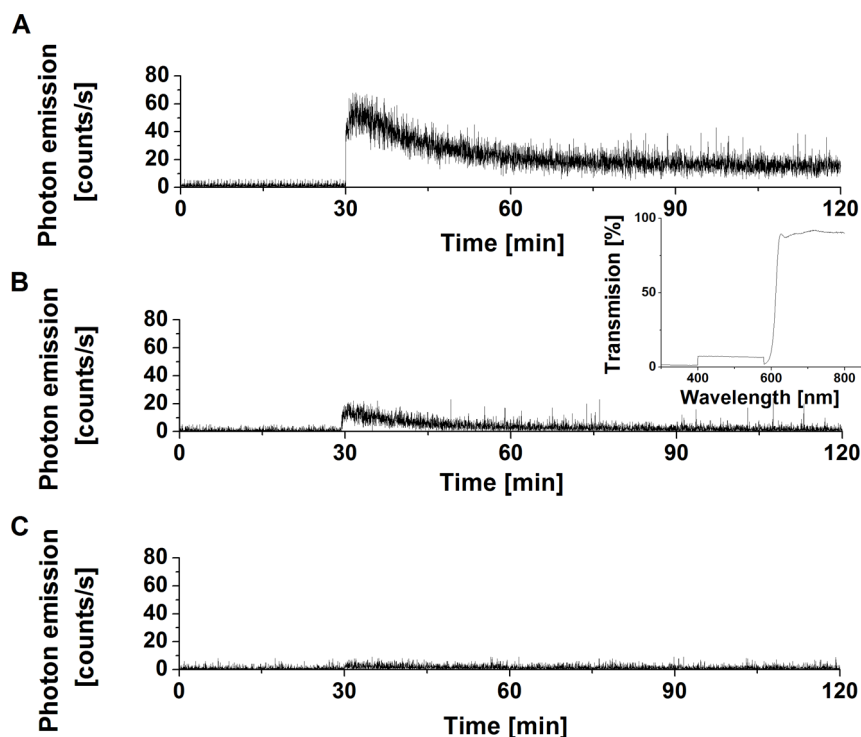 A
Photon emission
[counts/s]
80
60
40
20
0
0 30 60 90 120
Time [min]
Transmision [%]
100
50
0
400 600 800
Wavelength [nm]
B
Photon emission
[counts/s]
80
60
40
20
0
0 30 60 90 120
Time [min]
C
Photon emission
[counts/s]
80
60
40
20
0
0 30 60 90 120
Time [min]